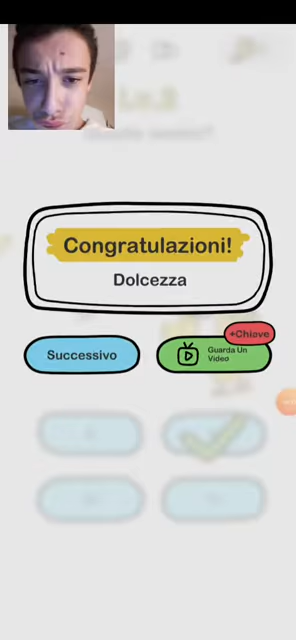 Congratulazioni!
Dolcezza
+Chiave
Successivo
Guarda Un
Video